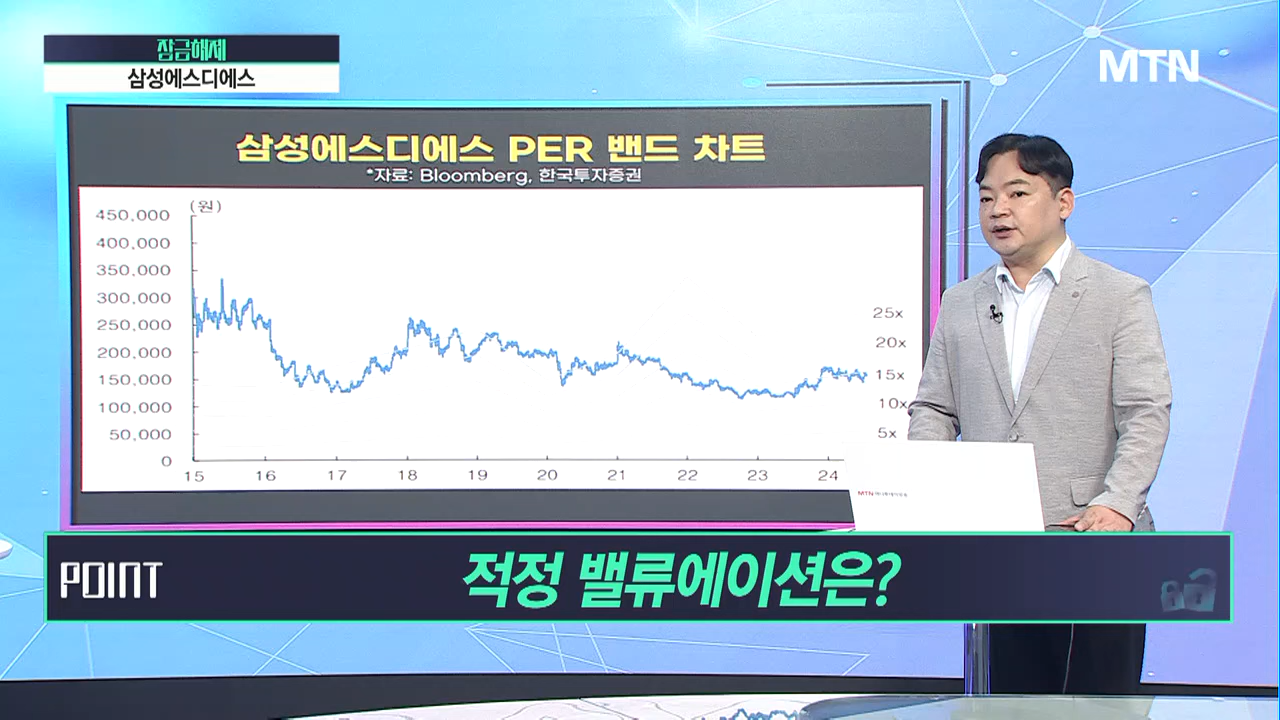 잠금해제
삼성에스디에스
MTN
삼성에스디에스 PER 밴드 차트
*자료: Bloomberg, 한국투자증권
(원)
450,000
400,000
350,000
300,000
250,000
200,000
150,000
100,000
50,000
0
25x
20x
15x
10x
5x
15 16 17 18 19 20 21 22 23 24
MTN
POINT
적정 밸류에이션은?